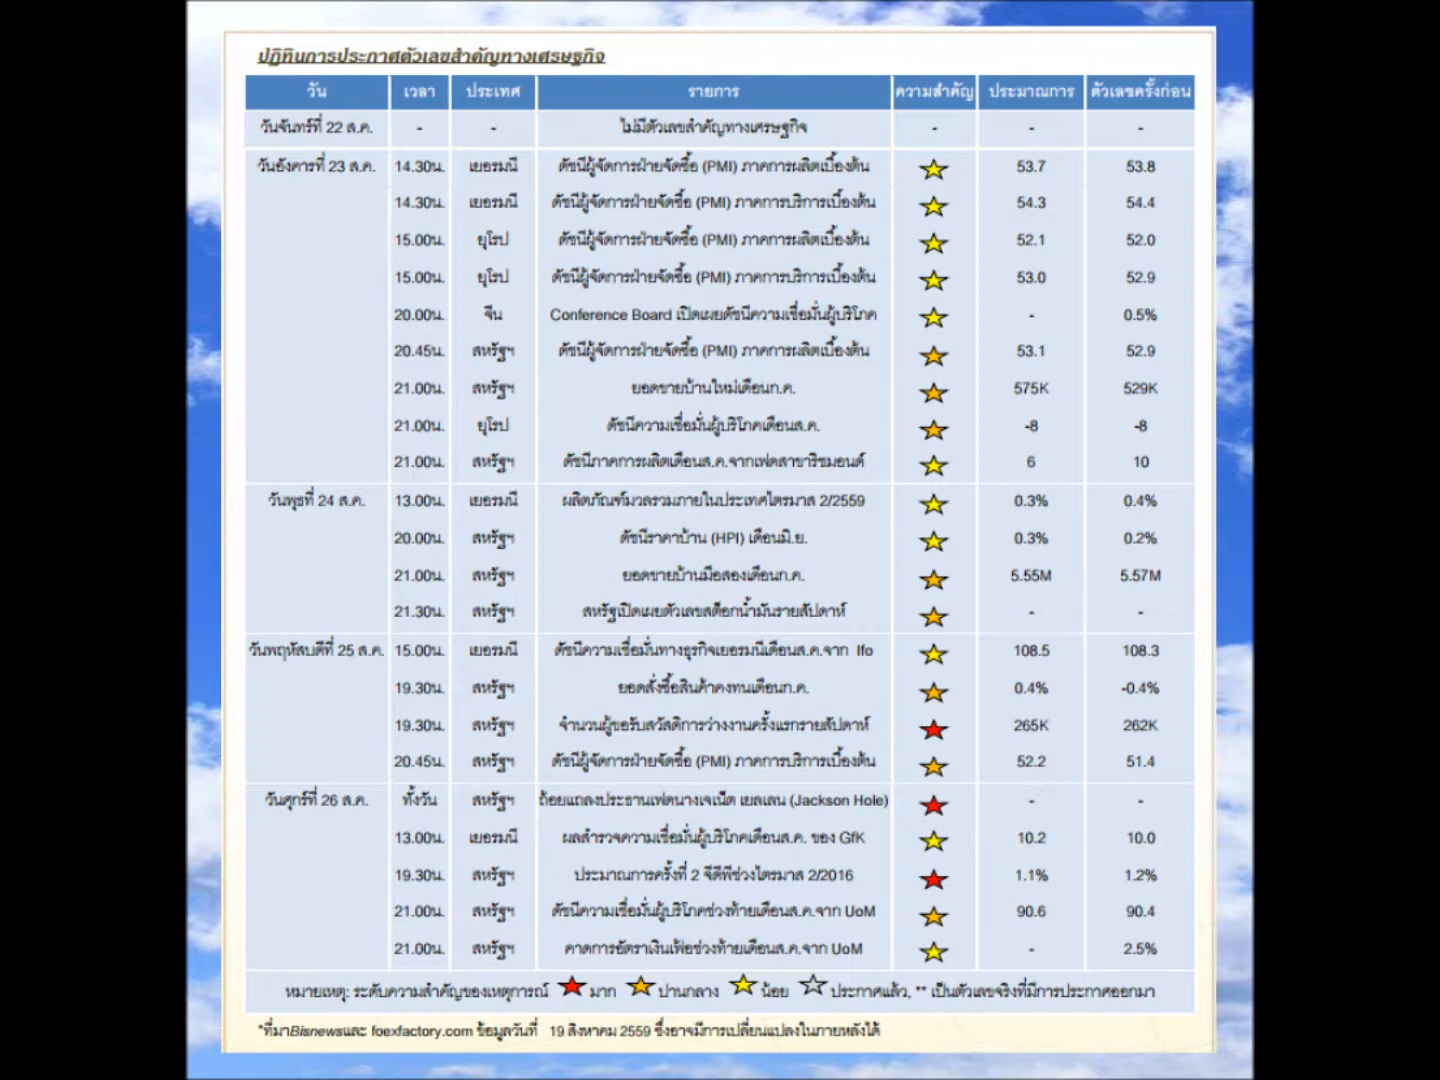 ปฏิทินการประกาศตัวเลขสำคัญทางเศรษฐกิจ
วัน เวลา ประเทศ รายการ ความสำคัญ ประมาณการ ตัวเลขครั้งก่อน
วันจันทร์ที่ 22 ส.ค. - - ไม่มีตัวเลขสำคัญทางเศรษฐกิจ - - -
วันอังคารที่ 23 ส.ค. 14.30น. เยอรมนี ดัชนีผู้จัดการฝ่ายจัดซื้อ (PMI) ภาคการผลิตเบื้องต้น 53.7 53.8
14.30น. เยอรมนี ดัชนีผู้จัดการฝ่ายจัดซื้อ (PMI) ภาคการบริการเบื้องต้น 54.3 54.4
15.00น. ยุโรป ดัชนีผู้จัดการฝ่ายจัดซื้อ (PMI) ภาคการผลิตเบื้องต้น 52.1 52.0
15.00น. ยุโรป ดัชนีผู้จัดการฝ่ายจัดซื้อ (PMI) ภาคการบริการเบื้องต้น 53.0 52.9
20.00น. จีน Conference Board เปิดเผยดัชนีความเชื่อมั่นผู้บริโภค - 0.5%
20.45น. สหรัฐฯ ดัชนีผู้จัดการฝ่ายจัดซื้อ (PMI) ภาคการผลิตเบื้องต้น 53.1 52.9
21.00น. สหรัฐฯ ยอดขายบ้านใหม่เดือนก.ค. 575K 529K
21.00น. ยุโรป ดัชนีความเชื่อมั่นผู้บริโภคเดือนส.ค. -8 -8
21.00น. สหรัฐฯ ดัชนีภาคการผลิตเดือนส.ค.จากเฟดสาขาริชมอนด์ 6 10
วันพุธที่ 24 ส.ค. 13.00น. เยอรมนี ผลิตภัณฑ์มวลรวมภายในประเทศไตรมาส 2/2559 0.3% 0.4%
20.00น. สหรัฐฯ ดัชนีราคาบ้าน (HPI) เดือนมิ.ย. 0.3% 0.2%
21.00น. สหรัฐฯ ยอดขายบ้านมือสองเดือนก.ค. 5.55M 5.57M
21.30น. สหรัฐฯ สหรัฐเปิดเผยตัวเลขสต็อกน้ำมันรายสัปดาห์ - -
วันพฤหัสบดีที่ 25 ส.ค. 15.00น. เยอรมนี ดัชนีความเชื่อมั่นทางธุรกิจเยอรมนีเดือนส.ค.จาก Ifo 108.5 108.3
19.30น. สหรัฐฯ ยอดสั่งซื้อสินค้าคงทนเดือนก.ค. 0.4% -0.4%
19.30น. สหรัฐฯ จำนวนผู้ขอรับสวัสดิการว่างงานครั้งแรกรายสัปดาห์ 265K 262K
20.45น. สหรัฐฯ ดัชนีผู้จัดการฝ่ายจัดซื้อ (PMI) ภาคการบริการเบื้องต้น 52.2 51.4
วันศุกร์ที่ 26 ส.ค. ทั้งวัน สหรัฐฯ ถ้อยแถลงประธานเฟดนางเจเน็ต เยลเลน (Jackson Hole) - -
13.00น. เยอรมนี ผลสำรวจความเชื่อมั่นผู้บริโภคเดือนส.ค. ของ GfK 10.2 10.0
19.30น. สหรัฐฯ ประมาณการครั้งที่ 2 จีดีพีช่วงไตรมาส 2/2016 1.1% 1.2%
21.00น. สหรัฐฯ ดัชนีความเชื่อมั่นผู้บริโภคช่วงท้ายเดือนส.ค.จาก UoM 90.6 90.4
21.00น. สหรัฐฯ คาดการอัตราเงินเฟ้อช่วงท้ายเดือนส.ค.จาก UoM - 2.5%
หมายเหตุ: ระดับความสำคัญของเหตุการณ์ มาก ปานกลาง น้อย ประกาศแล้ว, ** เป็นตัวเลขจริงที่มีการประกาศออกมา
*ที่มาBisnewsและ foexfactory.com ข้อมูลวันที่ 19 สิงหาคม 2559 ซึ่งอาจมีการเปลี่ยนแปลงในภายหลังได้